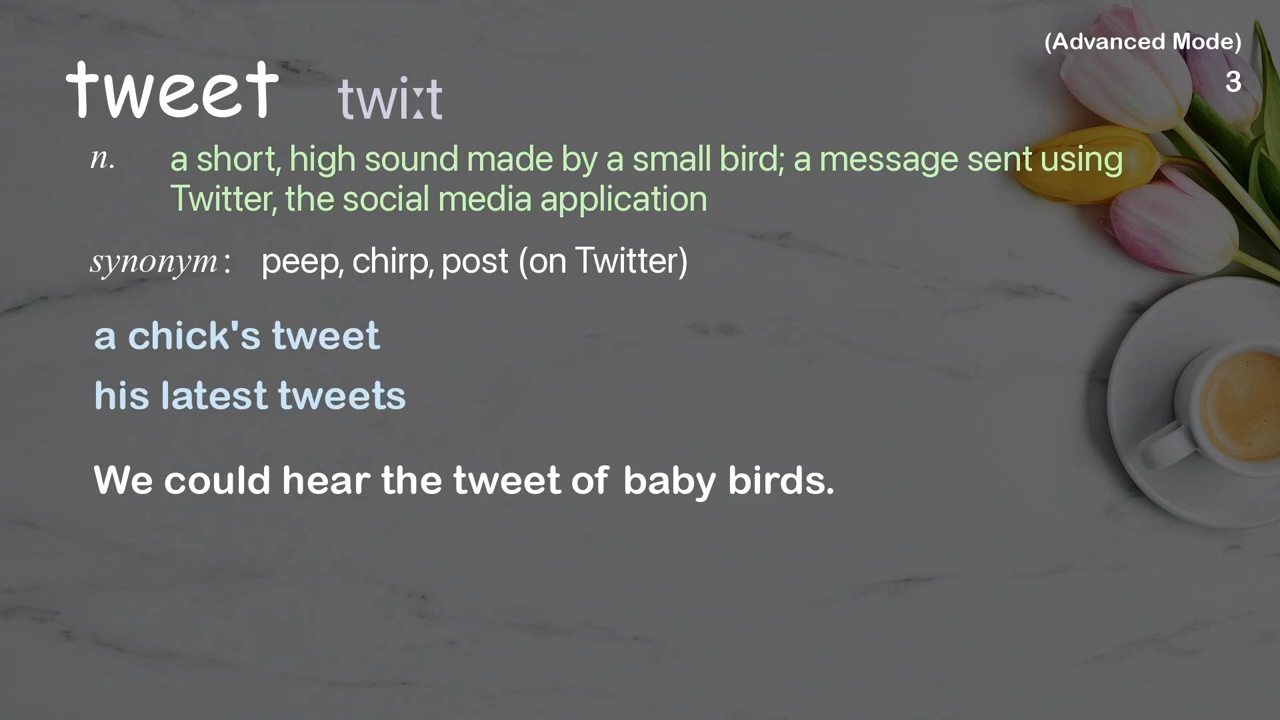 (Advanced Mode)
3
tweet twiːt
n. a short, high sound made by a small bird; a message sent using
Twitter, the social media application
synonym: peep, chirp, post (on Twitter)
a chick's tweet
his latest tweets
We could hear the tweet of baby birds.